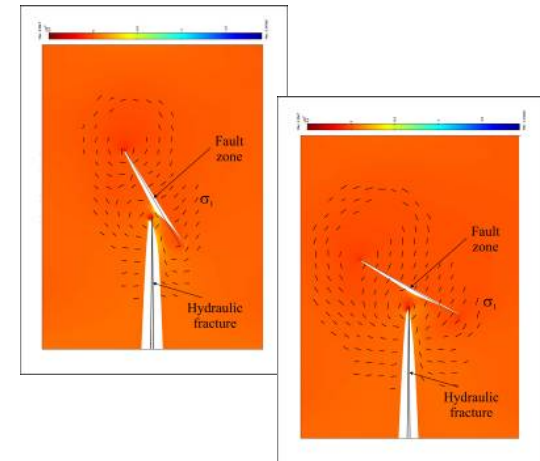 Fault
zone
σ₁
Hydraulic
fracture
Fault
zone
σ₁
Hydraulic
fracture